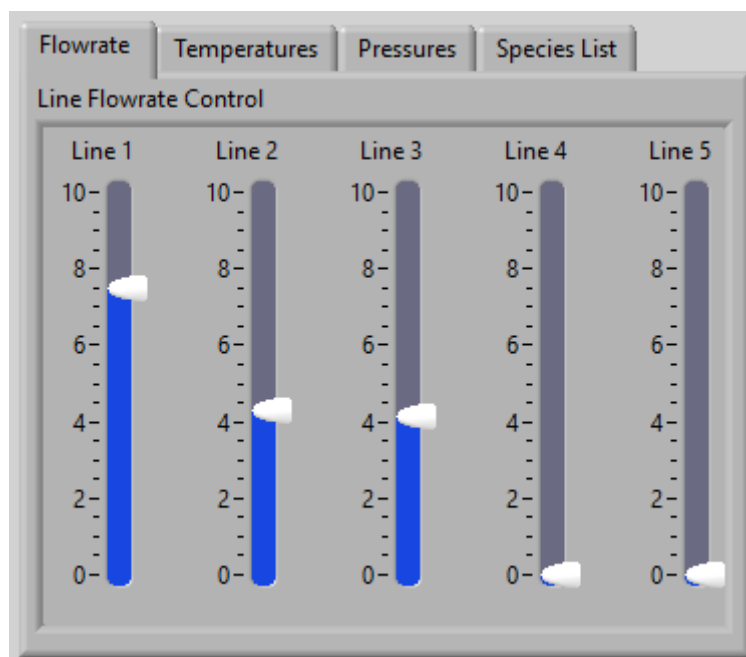 Flowrate Temperatures Pressures Species List
Line Flowrate Control
Line 1 Line 2 Line 3 Line 4 Line 5
10 10 10 10 10
8 8 8 8 8
6 6 6 6 6
4 4 4 4 4
2 2 2 2 2
0 0 0 0 0